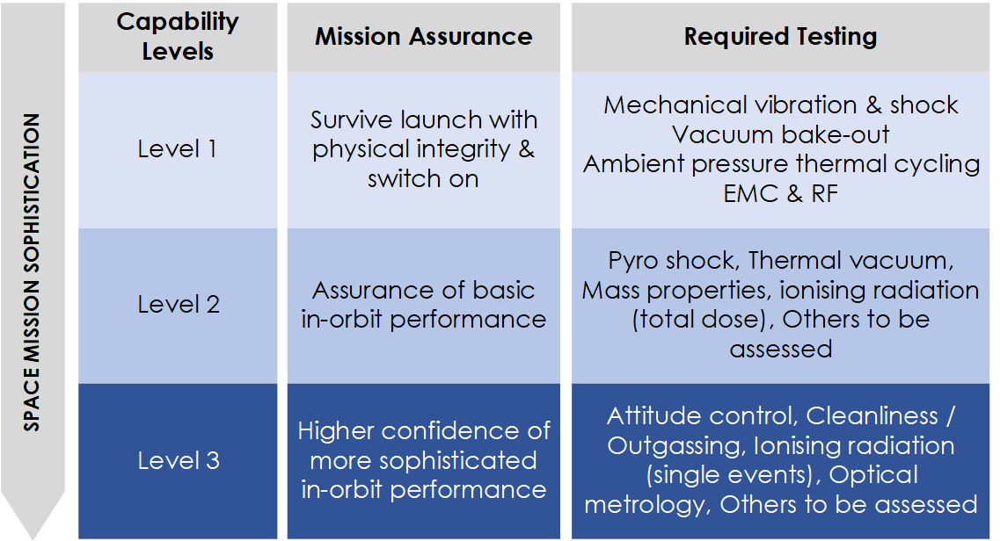 Capability
Levels
Mission Assurance
Required Testing
SPACE MISSION SOPHISTICATION
Level 1
Survive launch with
physical integrity &
switch on
Mechanical vibration & shock
Vacuum bake-out
Ambient pressure thermal cycling
EMC & RF
Level 2
Assurance of basic
in-orbit performance
Pyro shock, Thermal vacuum,
Mass properties, ionising radiation
(total dose), Others to be
assessed
Level 3
Higher confidence of
more sophisticated
in-orbit performance
Attitude control, Cleanliness /
Outgassing, Ionising radiation
(single events), Optical
metrology, Others to be assessed